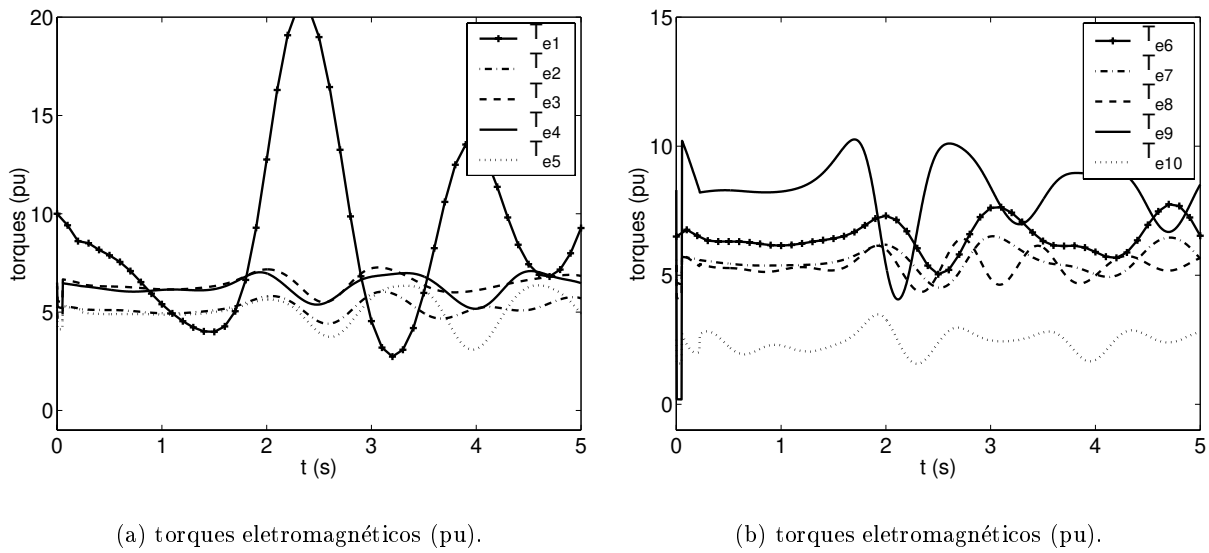 20
15
10
5
0
torques (pu)
0 1 2 3 4 5
t (s)
T e1
T e2
T e3
T e4
T e5
15
10
5
0
torques (pu)
0 1 2 3 4 5
t (s)
T e6
T e7
T e8
T e9
T e10
(a) torques eletromagnéticos (pu).
(b) torques eletromagnéticos (pu).